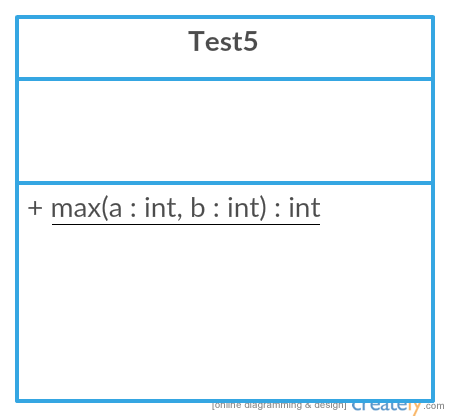 Test5
+ max(a : int, b : int) : int
[online diagramming & design] creately.com